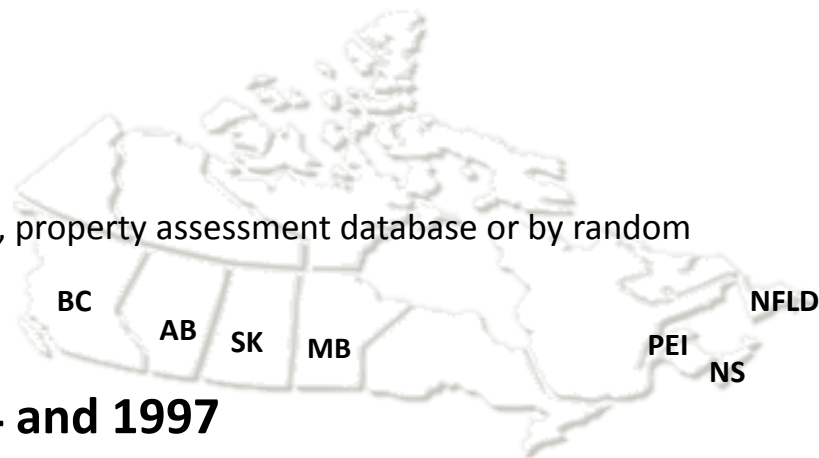 , property assessment database or by random
BC
NFLD
AB
SK
MB
PEI
NS
and 1997